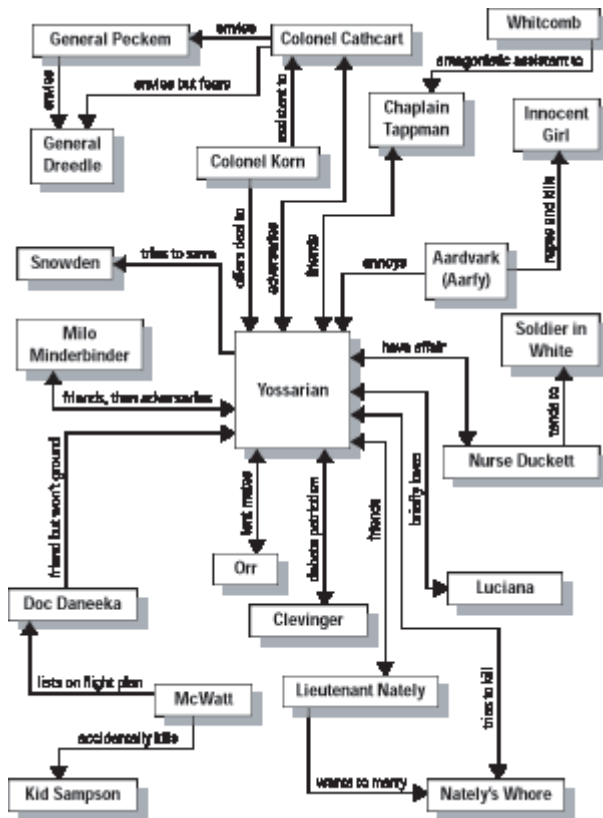 General Peckem
envies
Colonel Cathcart
Whitcomb
antagonistic assistant to
envies
envies but fears
assistant to
General
Dreedle
Chaplain
Tappman
Innocent
Girl
Colonel Korn
offers deal to
adversaries
friends
rapes and kills
Snowden
tries to save
annoys
Aardvark
(Aarfy)
Milo
Minderbinder
Soldier in
White
have affair
Yossarian
friends, then adversaries
tends to
Nurse Duckett
friend but won't ground
tent mates
debate patriotism
friends
briefly loves
Orr
Luciana
Doc Daneeka
Clevinger
lists on flight plan
McWatt
Lieutenant Nately
tries to kill
accidentally kills
wants to marry
Kid Sampson
Nately's Whore